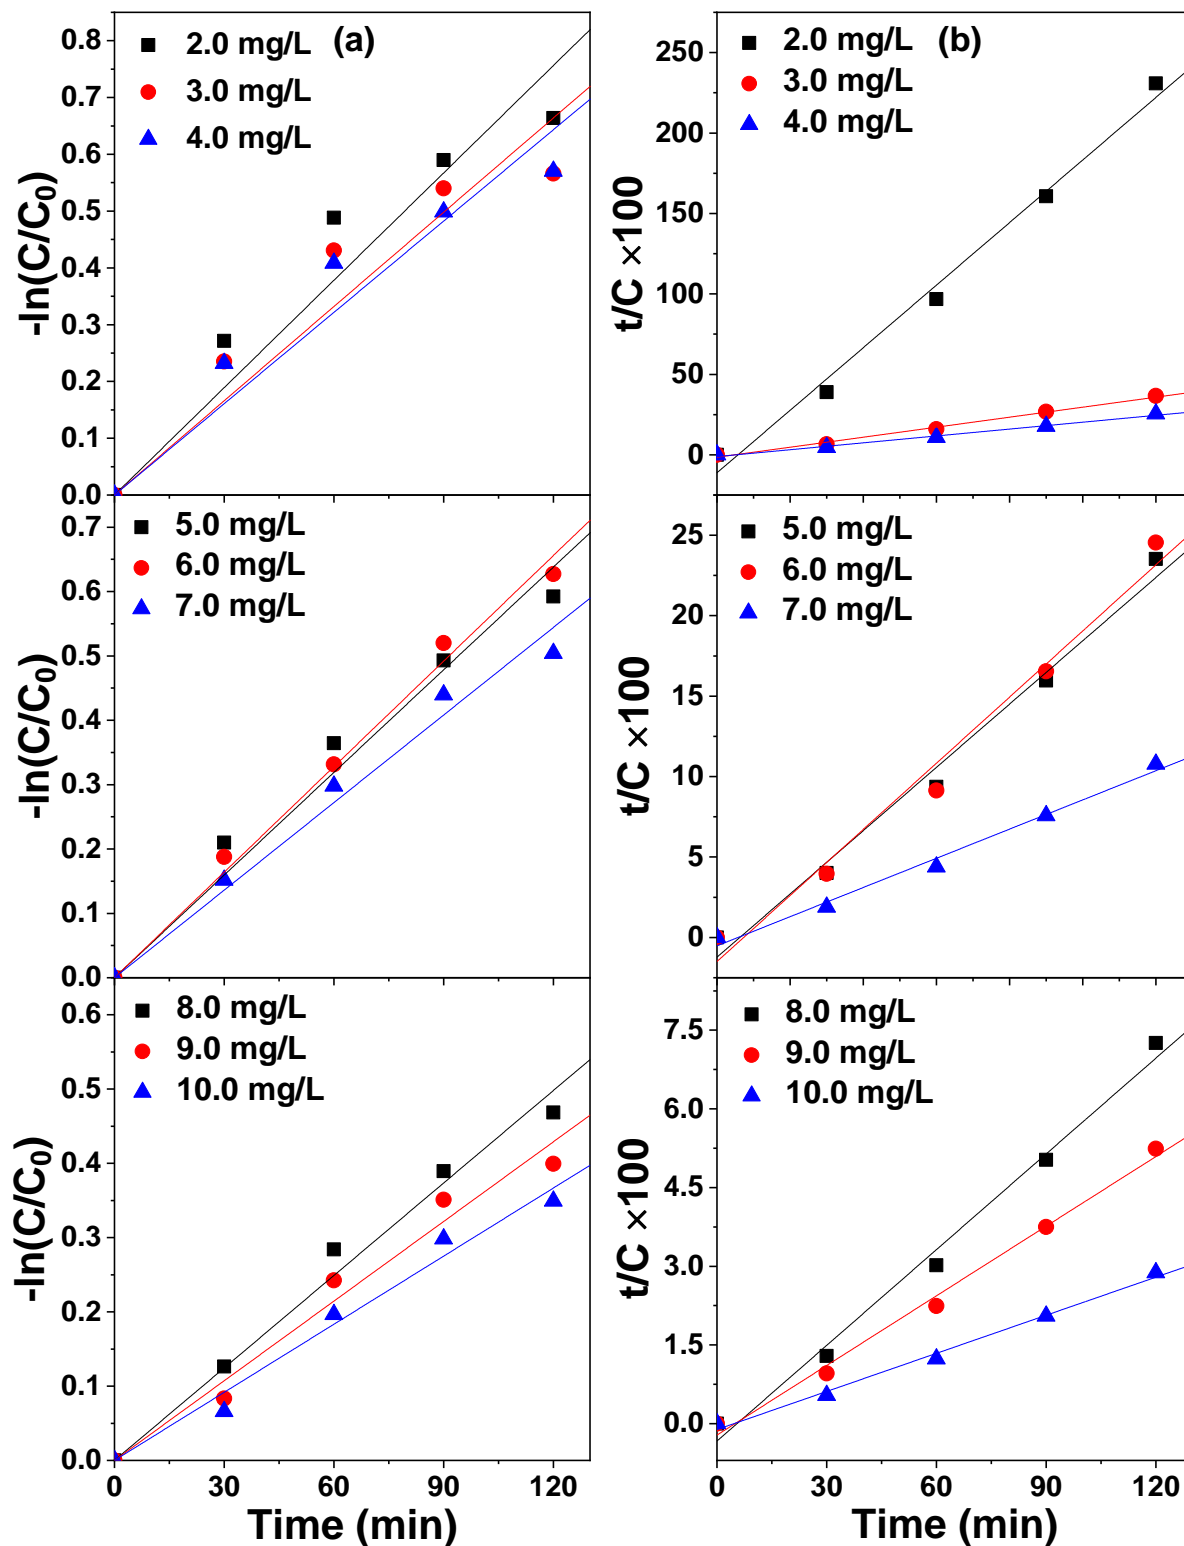 (a)
2.0 mg/L
3.0 mg/L
4.0 mg/L
0.8
0.7
0.6
0.5
0.4
0.3
0.2
0.1
0.0
-ln(C/C₀)
(b)
2.0 mg/L
3.0 mg/L
4.0 mg/L
250
200
150
100
50
0
t/C ×100
5.0 mg/L
6.0 mg/L
7.0 mg/L
0.7
0.6
0.5
0.4
0.3
0.2
0.1
0.0
-ln(C/C₀)
5.0 mg/L
6.0 mg/L
7.0 mg/L
25
20
15
10
5
0
t/C ×100
8.0 mg/L
9.0 mg/L
10.0 mg/L
0.6
0.5
0.4
0.3
0.2
0.1
0.0
-ln(C/C₀)
0 30 60 90 120
Time (min)
8.0 mg/L
9.0 mg/L
10.0 mg/L
7.5
6.0
4.5
3.0
1.5
0.0
t/C ×100
0 30 60 90 120
Time (min)